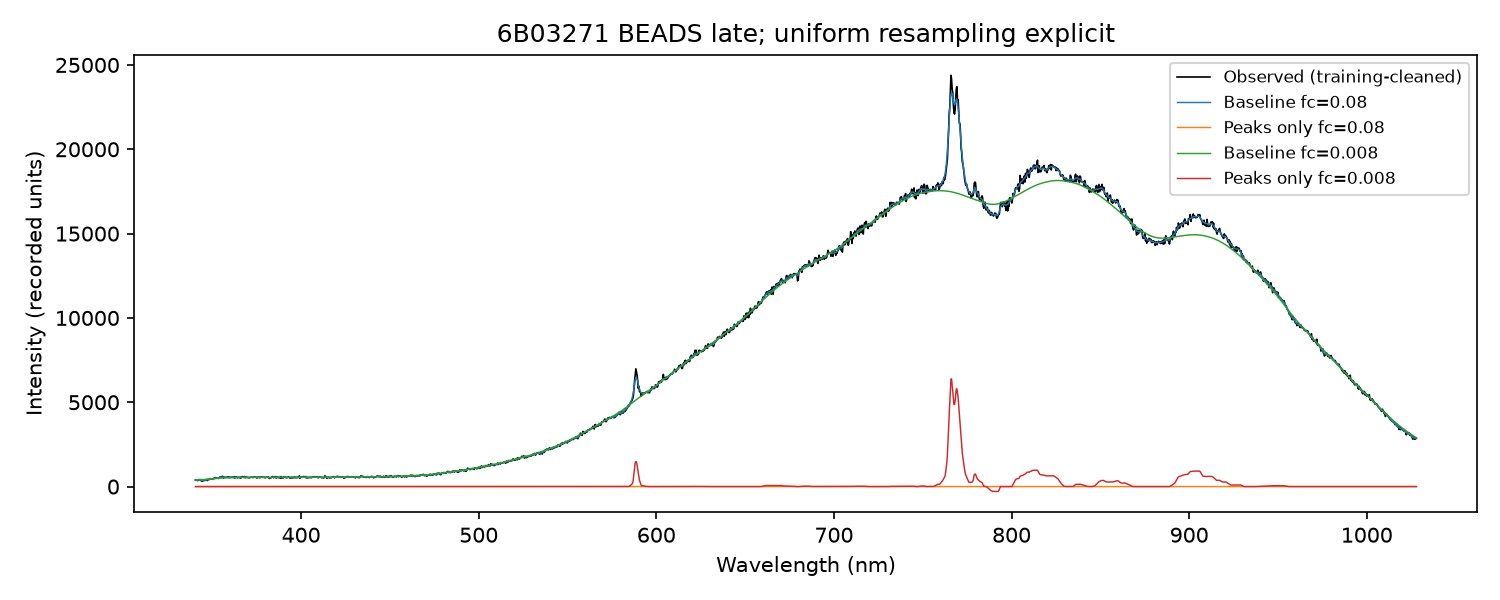 6B03271 BEADS late; uniform resampling explicit
Intensity (recorded units)
25000
20000
15000
10000
5000
0
Observed (training-cleaned)
Baseline fc=0.08
Peaks only fc=0.08
Baseline fc=0.008
Peaks only fc=0.008
400 500 600 700 800 900 1000
Wavelength (nm)